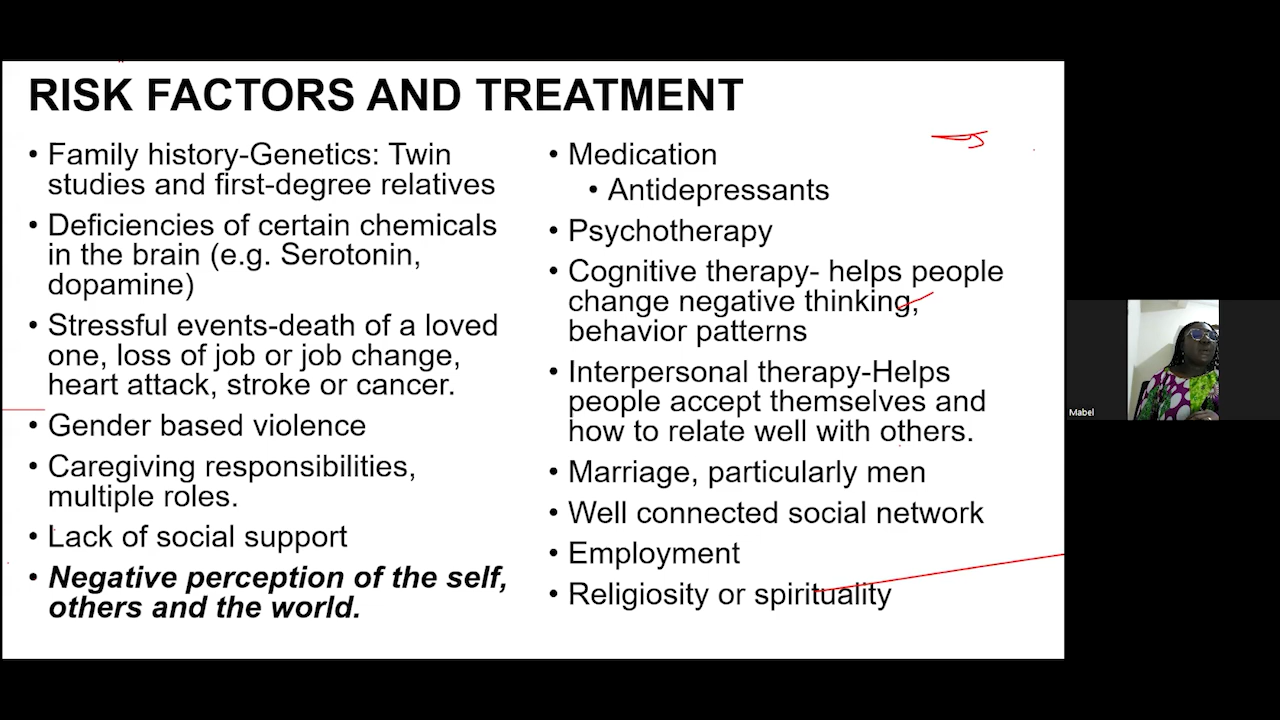 RISK FACTORS AND TREATMENT
• Family history-Genetics: Twin
studies and first-degree relatives
• Deficiencies of certain chemicals
in the brain (e.g. Serotonin,
dopamine)
• Stressful events-death of a loved
one, loss of job or job change,
heart attack, stroke or cancer.
• Gender based violence
• Caregiving responsibilities,
multiple roles.
• Lack of social support
• Negative perception of the self,
others and the world.
• Medication
• Antidepressants
• Psychotherapy
• Cognitive therapy- helps people
change negative thinking,
behavior patterns
• Interpersonal therapy-Helps
people accept themselves and
how to relate well with others.
• Marriage, particularly men
• Well connected social network
• Employment
• Religiosity or spirituality
Mabel